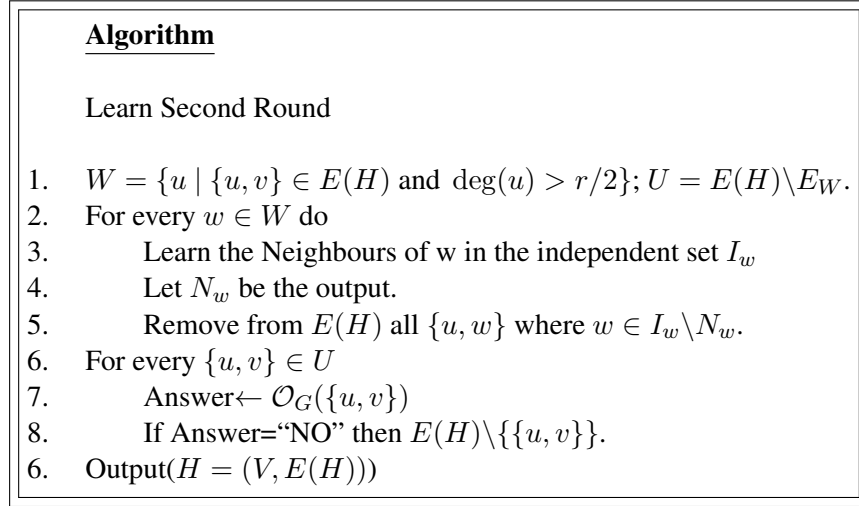 Algorithm
Learn Second Round
1. W = {u | {u, v} ∈ E(H) and deg(u) > r/2}; U = E(H)\E_W.
2. For every w ∈ W do
3. Learn the Neighbours of w in the independent set I_w
4. Let N_w be the output.
5. Remove from E(H) all {u, w} where w ∈ I_w\N_w.
6. For every {u, v} ∈ U
7. Answer← 𝒪_G({u, v})
8. If Answer=“NO” then E(H)\{{u, v}}.
6. Output(H = (V, E(H)))